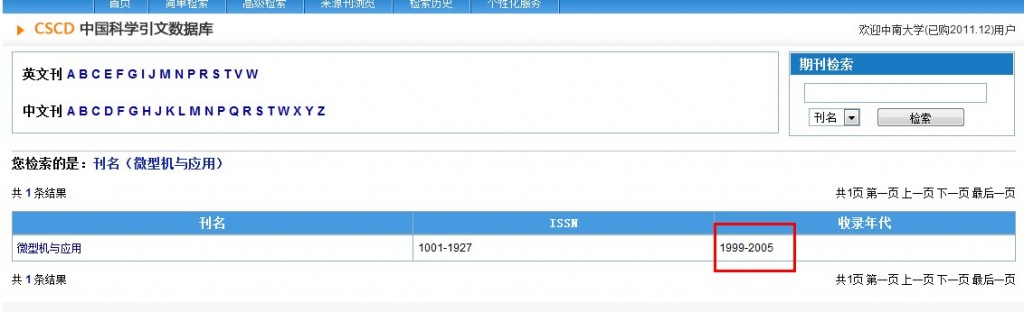 首页 简单检索 高级检索 来源刊浏览 检索历史 个性化服务
CSCD 中国科学引文数据库
欢迎中南大学(已购2011.12)用户
英文刊 A B C E F G I J M N P R S T V W
中文刊 A B C D F G H J K L M N P Q R S T W X Y Z
期刊检索
刊名 检索
您检索的是：刊名（微型机与应用）
共 1 条结果 共1页 第一页 上一页 下一页 最后一页
刊名 ISSN 收录年代
微型机与应用 1001-1927 1999-2005
共 1 条结果 共1页 第一页 上一页 下一页 最后一页